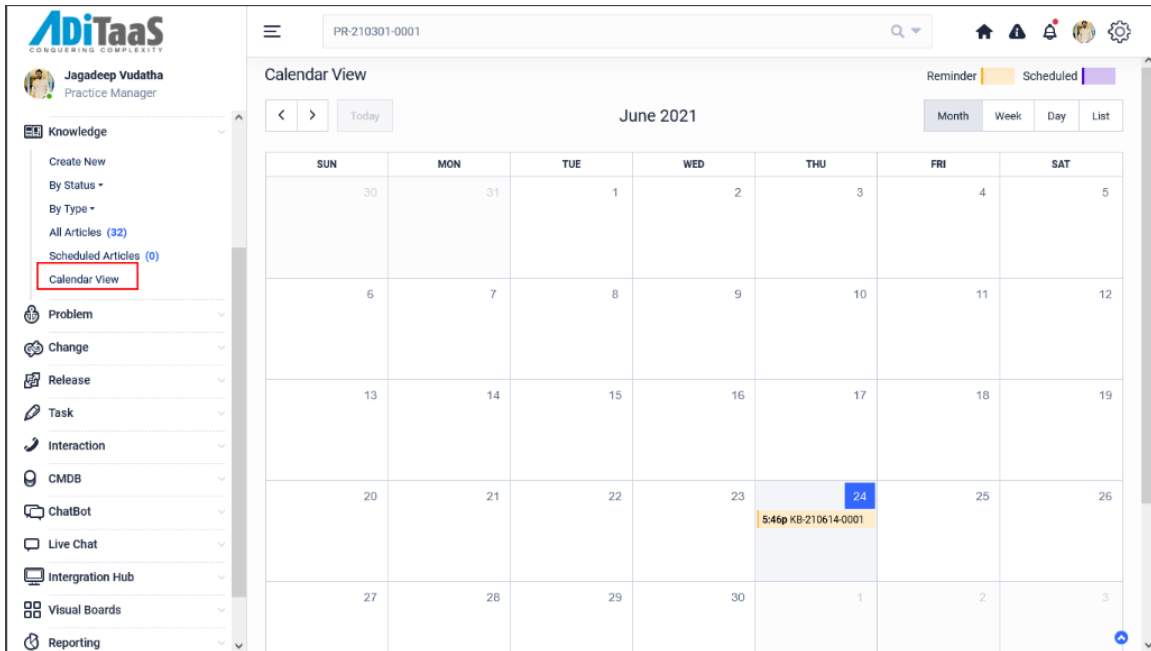 ADiTaaS
CONQUERING COMPLEXITY
Jagadeep Vudatha
Practice Manager
Knowledge
Create New
By Status
By Type
All Articles (32)
Scheduled Articles (0)
Calendar View
Problem
Change
Release
Task
Interaction
CMDB
ChatBot
Live Chat
Intergration Hub
Visual Boards
Reporting
PR-210301-0001
Calendar View
Reminder Scheduled
Today June 2021 Month Week Day List
SUN MON TUE WED THU FRI SAT
30 31 1 2 3 4 5
6 7 8 9 10 11 12
13 14 15 16 17 18 19
20 21 22 23 24 25 26
5:46p KB-210614-0001
27 28 29 30 1 2 3